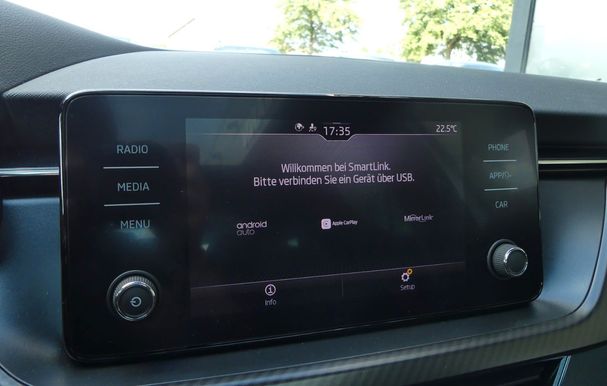 17:35
22.5°C
RADIO
MEDIA
MENU
Willkommen bei SmartLink.
Bitte verbinden Sie ein Gerät über USB.
android
auto
Apple CarPlay
MirrorLink
Info
Setup
PHONE
APP/
CAR